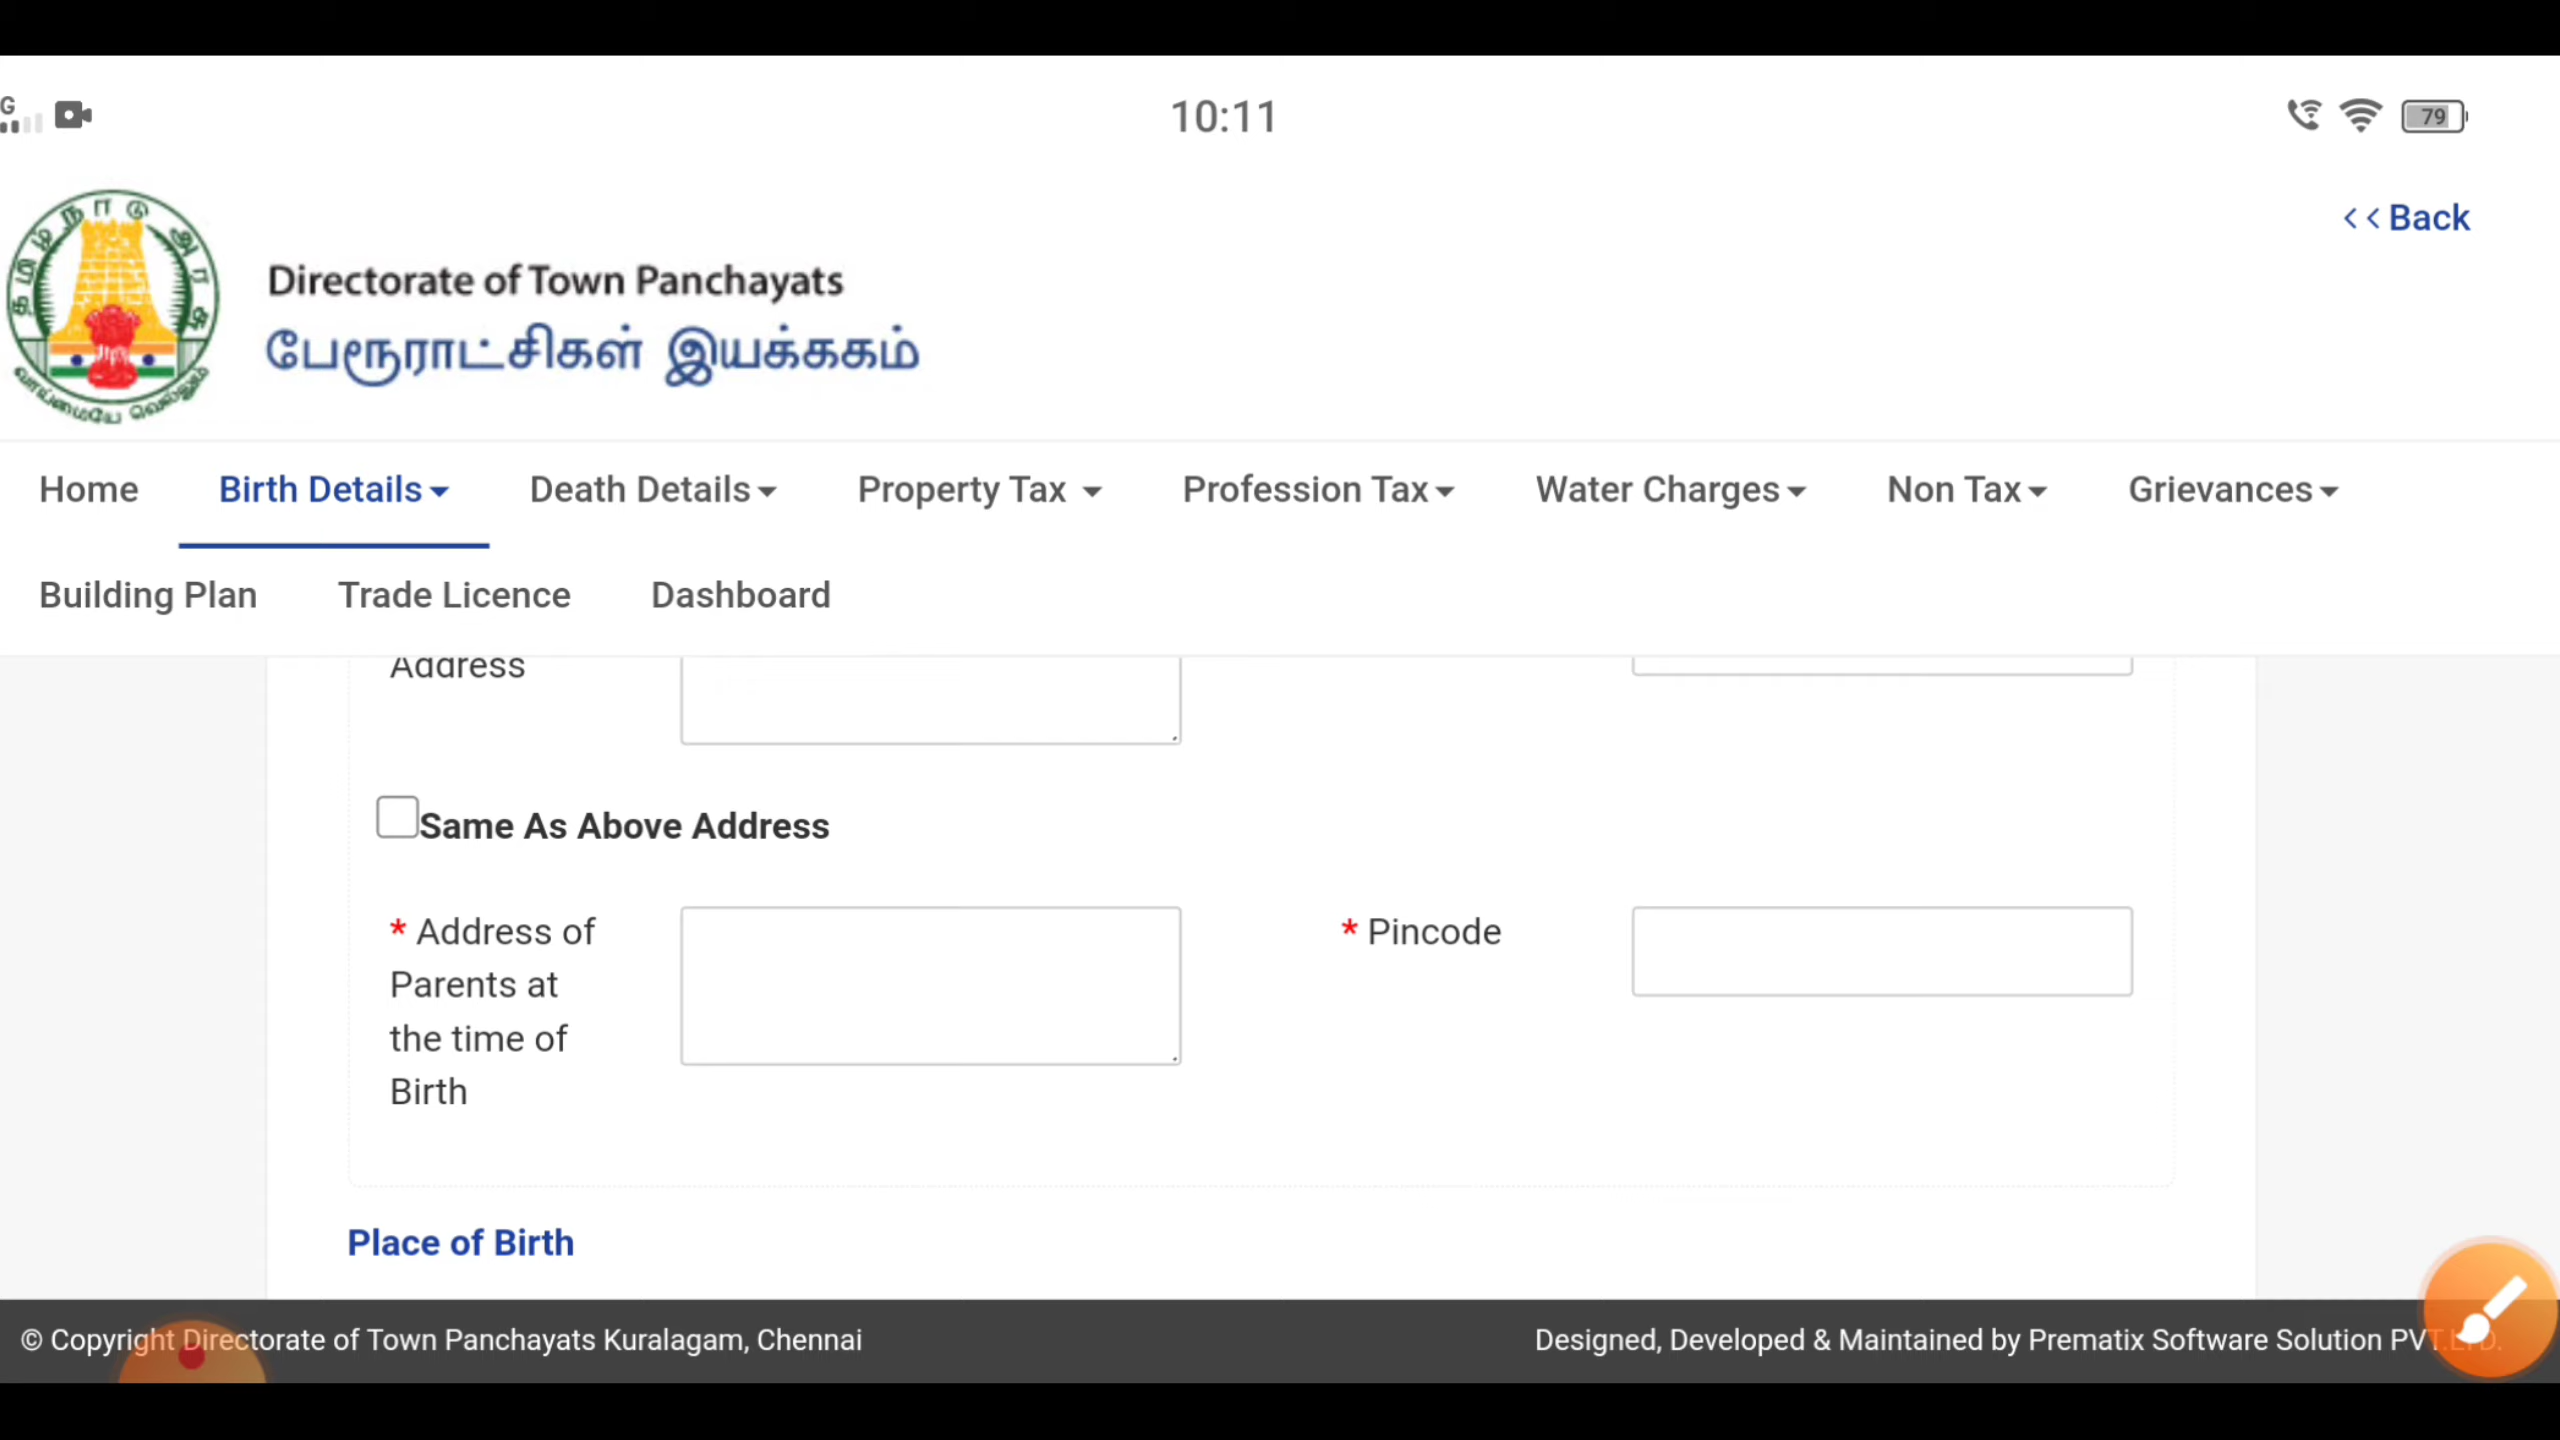 G
10:11
79
தமிழ்நாடு அரசு
வாய்மையே வெல்லும்
<< Back
Directorate of Town Panchayats
பேரூராட்சிகள் இயக்ககம்
Home Birth Details Death Details Property Tax Profession Tax Water Charges Non Tax Grievances
Building Plan Trade Licence Dashboard
Address
Same As Above Address
* Address of
Parents at
the time of
Birth
* Pincode
Place of Birth
© Copyright Directorate of Town Panchayats Kuralagam, Chennai
Designed, Developed & Maintained by Prematix Software Solution PVT.LTD.